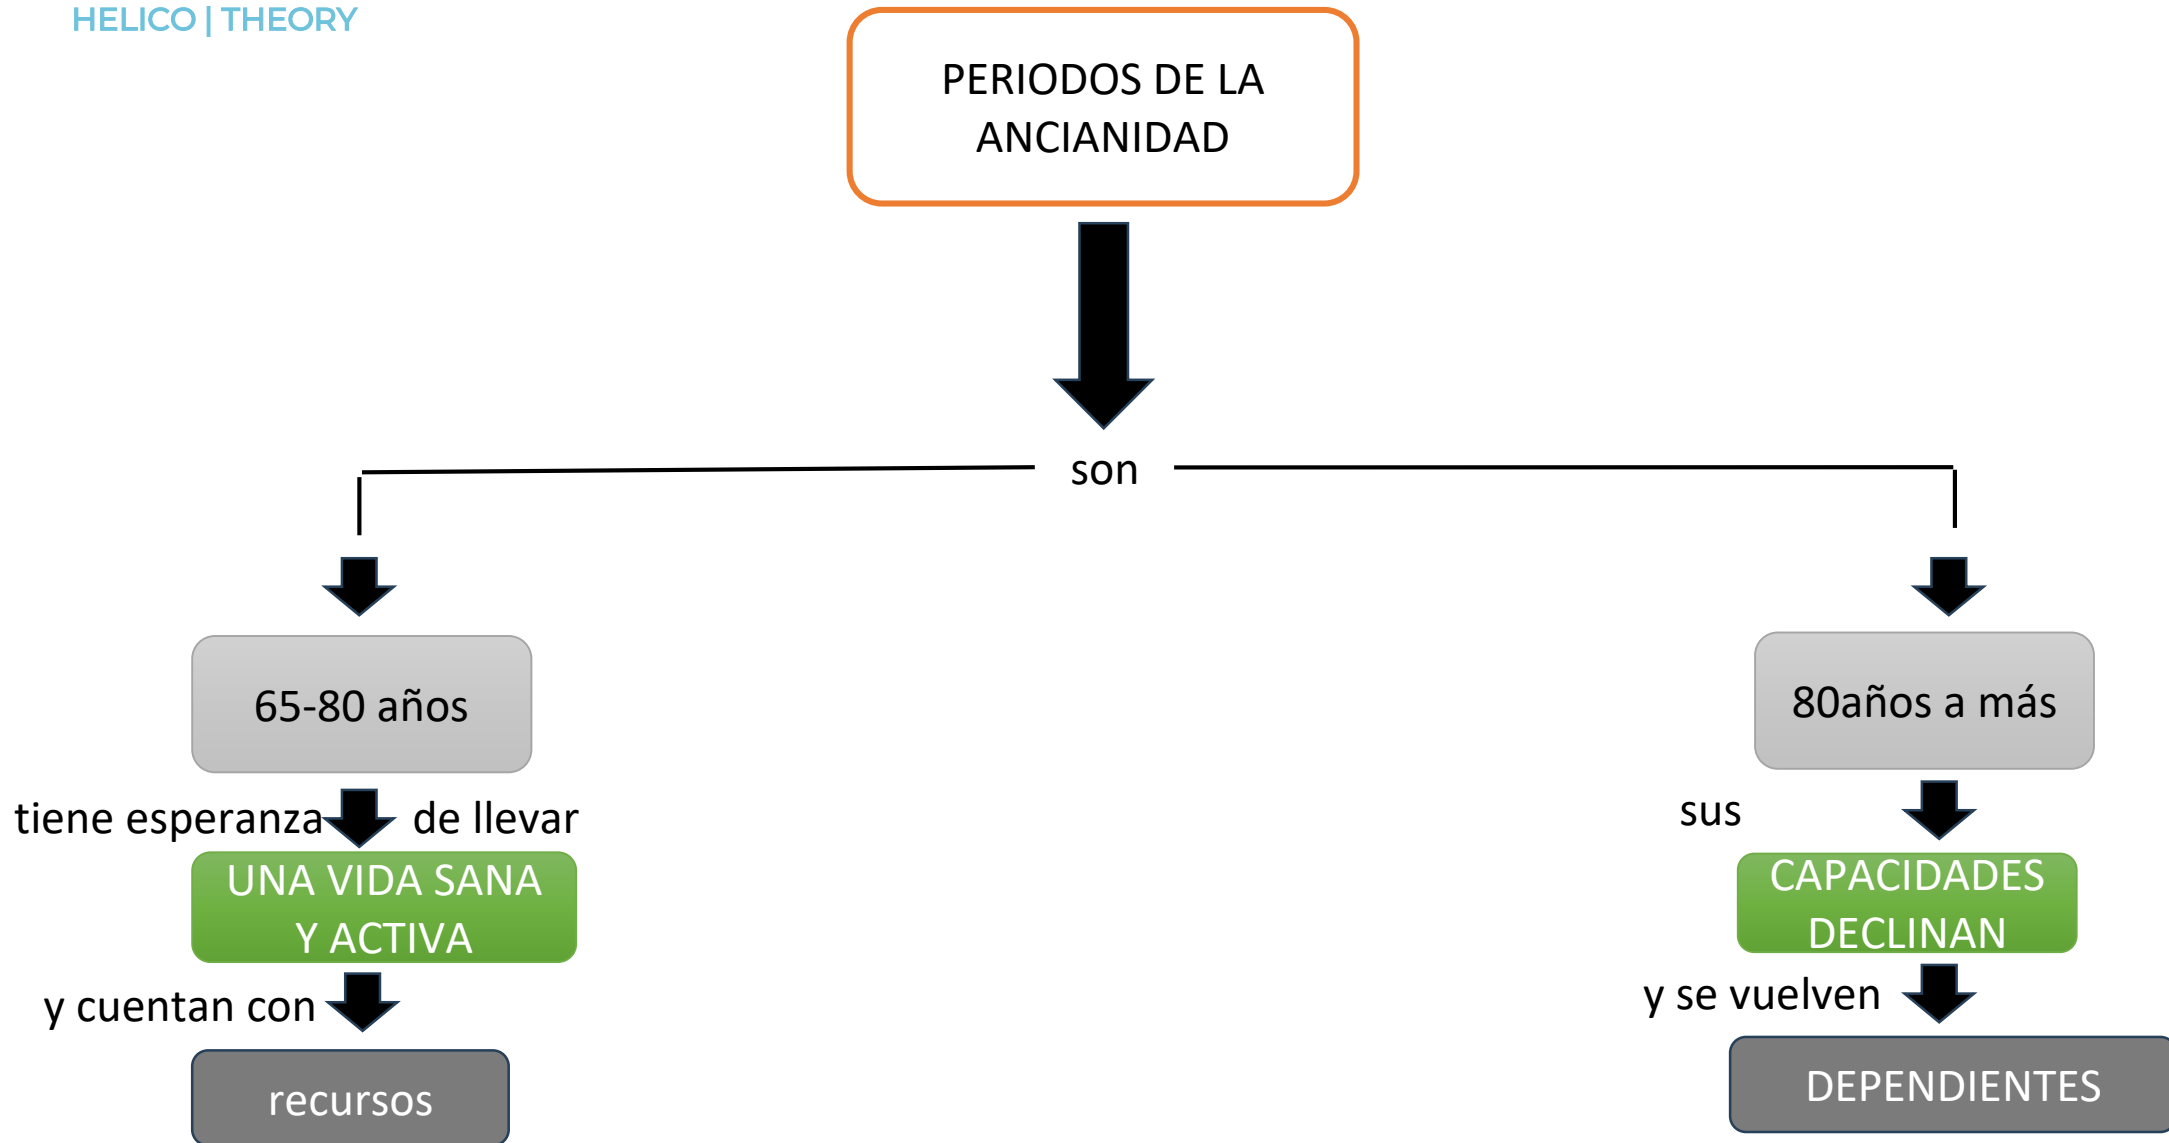 HELICO | THEORY
PERIODOS DE LA
ANCIANIDAD
son
65-80 años
tiene esperanza de llevar
UNA VIDA SANA
Y ACTIVA
y cuentan con
recursos
80años a más
sus
CAPACIDADES
DECLINAN
y se vuelven
DEPENDIENTES